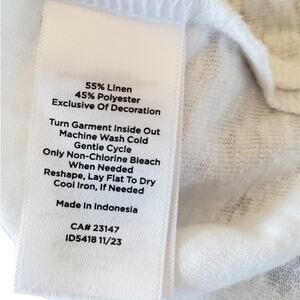 55% Linen
45% Polyester
Exclusive Of Decoration
Turn Garment Inside Out
Machine Wash Cold
Gentle Cycle
Only Non-Chlorine Bleach
When Needed
Reshape, Lay Flat To Dry
Cool Iron, If Needed
Made In Indonesia
CA# 23147
ID5418 11/23